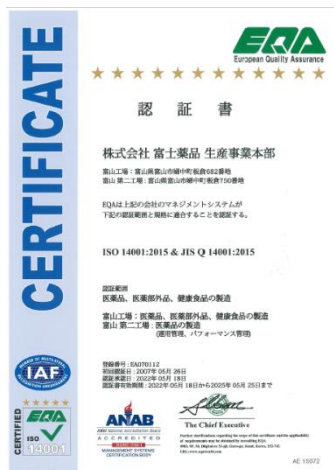 CERTIFICATE
EQA
European Quality Assurance
認証書
株式会社 富士薬品 生産事業本部
富山工場：富山県富山市婦中町板倉682番地
富山 第二工場：富山県富山市婦中町板倉750番地
EQAは上記の会社のマネジメントシステムが
下記の認証範囲と規格に適合することを認証する。
ISO 14001:2015 & JIS Q 14001:2015
認証範囲
医薬品、医薬部外品、健康食品の製造
富山工場：医薬品、医薬部外品、健康食品の製造
富山 第二工場：医薬品の製造
(運用管理、パフォーマンス管理)
登録番号：EA070112
初回認証日：2007年 05月 26日
認証承認日：2022年 05月 18日
認証書有効期間：2022年 05月 18日から2025年 05月 25日まで
IAF
CERTIFIED
EQA
ISO
14001
ANAB
ACCREDITED
MANAGEMENT SYSTEMS
CERTIFICATION BODY
The Chief Executive
AE 15072